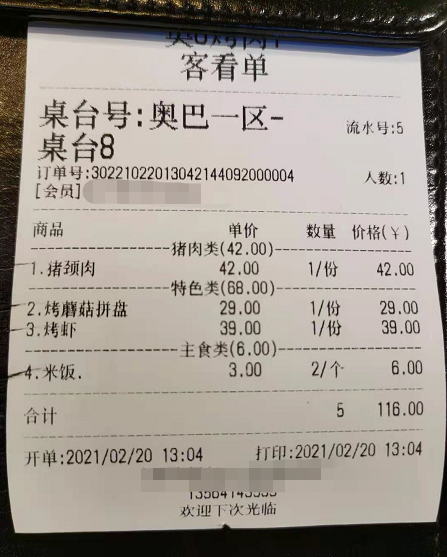 客看单
桌台号:奥巴一区-
桌台8
流水号:5
订单号:30221022013042144092000004
人数:1
[会员]
商品 单价 数量 价格(¥)
猪肉类(42.00)
1.猪颈肉 42.00 1/份 42.00
特色类(68.00)
2.烤蘑菇拼盘 29.00 1/份 29.00
3.烤虾 39.00 1/份 39.00
主食类(6.00)
4.米饭. 3.00 2/个 6.00
合计 5 116.00
开单:2021/02/20 13:04 打印:2021/02/20 13:04
欢迎下次光临